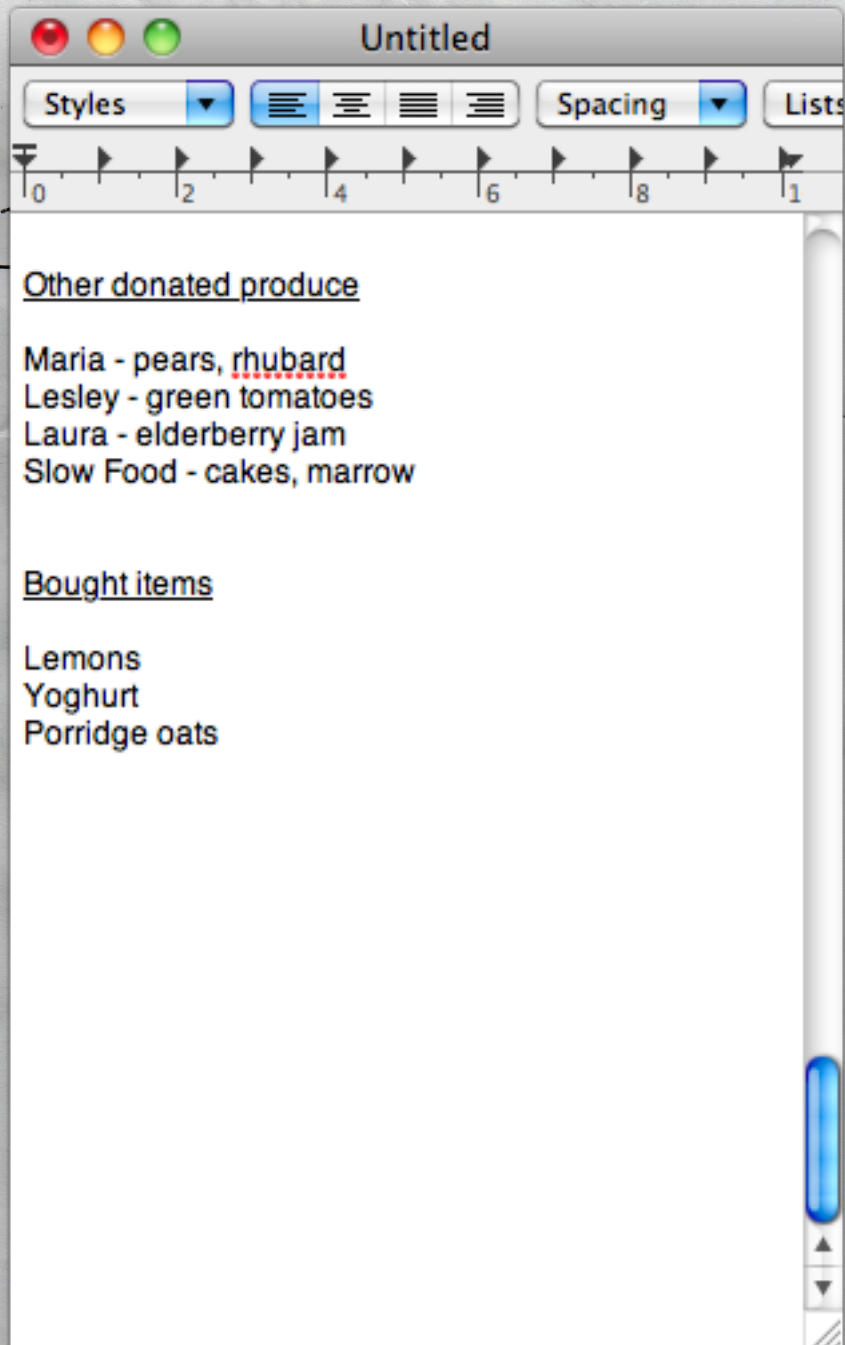 Untitled
Styles Spacing Lists
0 2 4 6 8 1
Other donated produce
Maria - pears, rhubard
Lesley - green tomatoes
Laura - elderberry jam
Slow Food - cakes, marrow
Bought items
Lemons
Yoghurt
Porridge oats